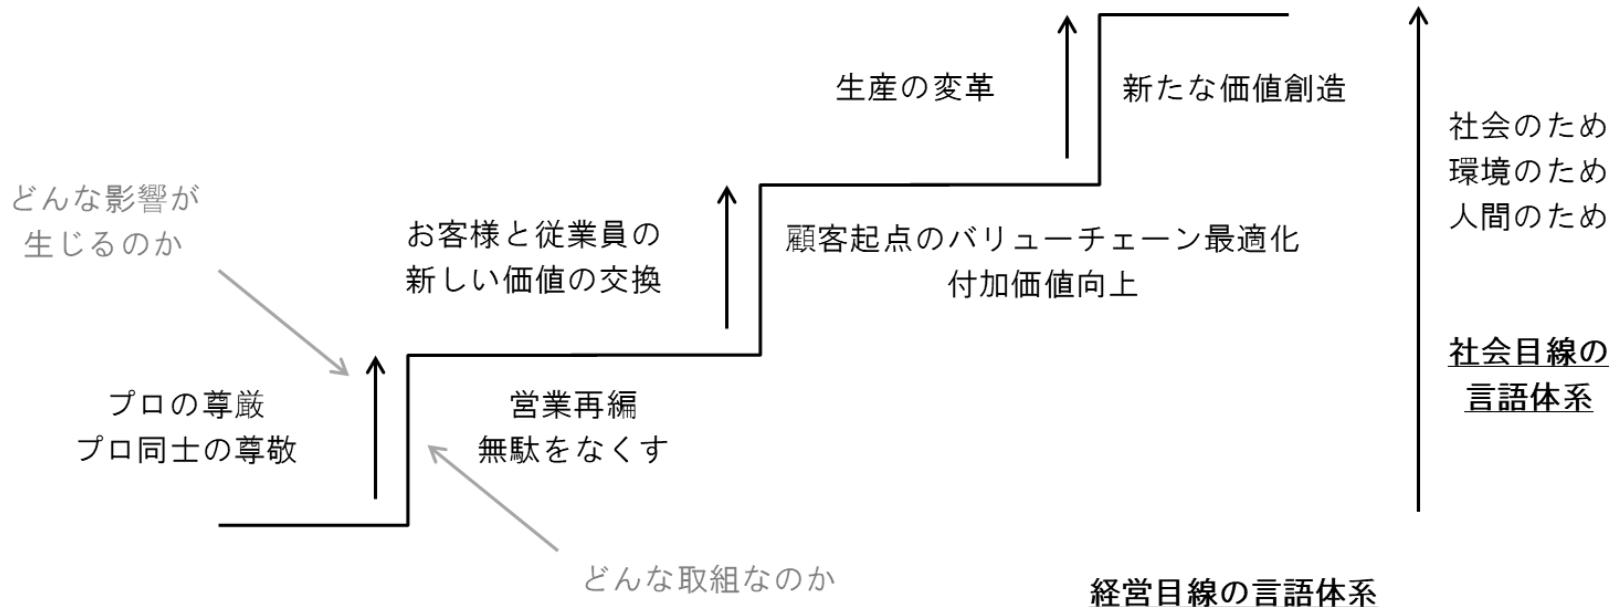 生産の変革
新たな価値創造
社会のため
環境のため
人間のため
どんな影響が
生じるのか
お客様と従業員の
新しい価値の交換
顧客起点のバリューチェーン最適化
付加価値向上
社会目線の
言語体系
プロの尊厳
プロ同士の尊敬
営業再編
無駄をなくす
どんな取組なのか
経営目線の言語体系